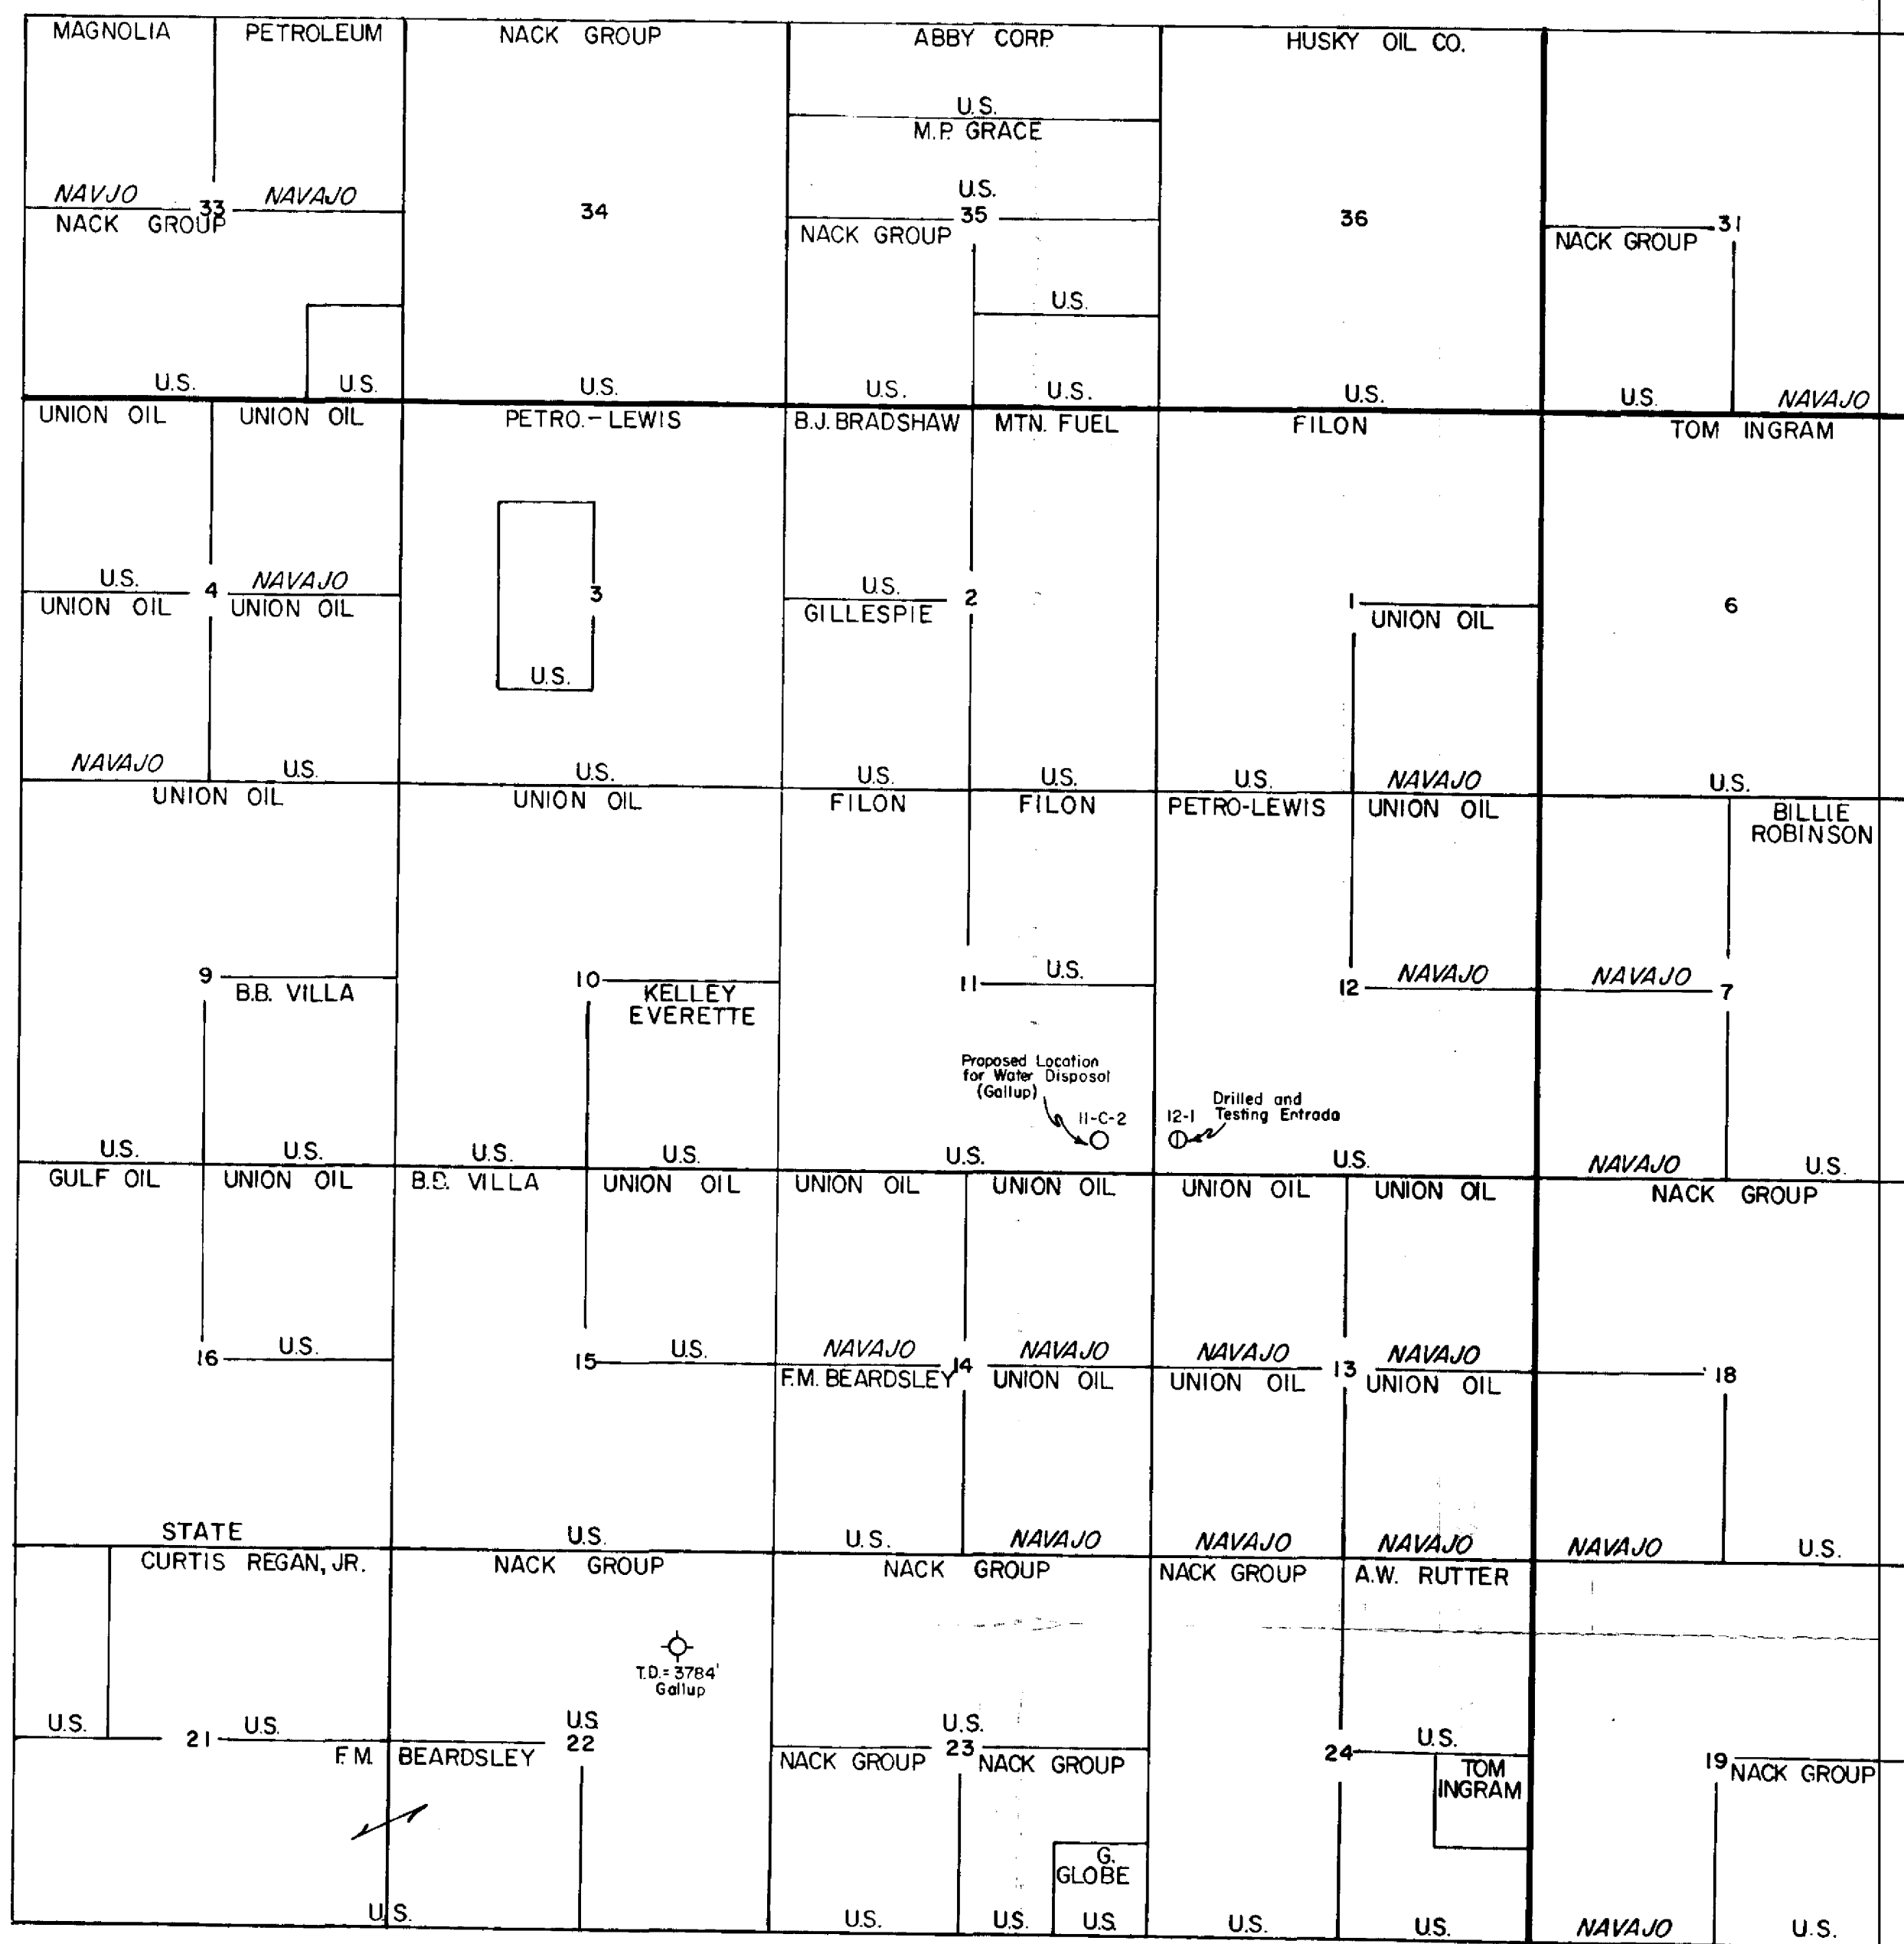 MAGNOLIA PETROLEUM NACK GROUP ABBY CORP. HUSKY OIL CO.
U.S.
M.P. GRACE
NAVJO 33 NAVAJO 34 U.S. 35 36 31
NACK GROUP NACK GROUP NACK GROUP
U.S.
U.S. U.S. U.S. U.S. U.S. U.S. U.S. NAVAJO
UNION OIL UNION OIL PETRO.-LEWIS B.J. BRADSHAW MTN. FUEL FILON TOM INGRAM
U.S. 4 NAVAJO 3 U.S. 2 1 6
UNION OIL UNION OIL GILLESPIE UNION OIL
U.S.
NAVAJO U.S. U.S. U.S. U.S. U.S. NAVAJO U.S.
UNION OIL UNION OIL FILON FILON PETRO-LEWIS UNION OIL BILLIE
ROBINSON
9 10 11 U.S. 12 NAVAJO NAVAJO 7
B.B. VILLA KELLEY
EVERETTE
Proposed Location
for Water Disposal
(Gallup)
11-C-2 12-1
Drilled and
Testing Entrada
U.S. U.S. U.S. U.S. U.S. U.S. NAVAJO U.S.
GULF OIL UNION OIL B.B. VILLA UNION OIL UNION OIL UNION OIL UNION OIL UNION OIL NACK GROUP
16 U.S. 15 U.S. NAVAJO 14 NAVAJO NAVAJO 13 NAVAJO 18
F.M. BEARDSLEY UNION OIL UNION OIL UNION OIL
STATE U.S. U.S. NAVAJO NAVAJO NAVAJO NAVAJO U.S.
CURTIS REGAN, JR. NACK GROUP NACK GROUP NACK GROUP A.W. RUTTER
T.D.= 3784'
Gallup
U.S. 21 U.S. U.S. 22 U.S. 23 24 U.S. 19
F.M. BEARDSLEY NACK GROUP NACK GROUP TOM
INGRAM
NACK GROUP
G.
GLOBE
U.S. U.S. U.S. U.S. U.S. U.S. NAVAJO U.S.